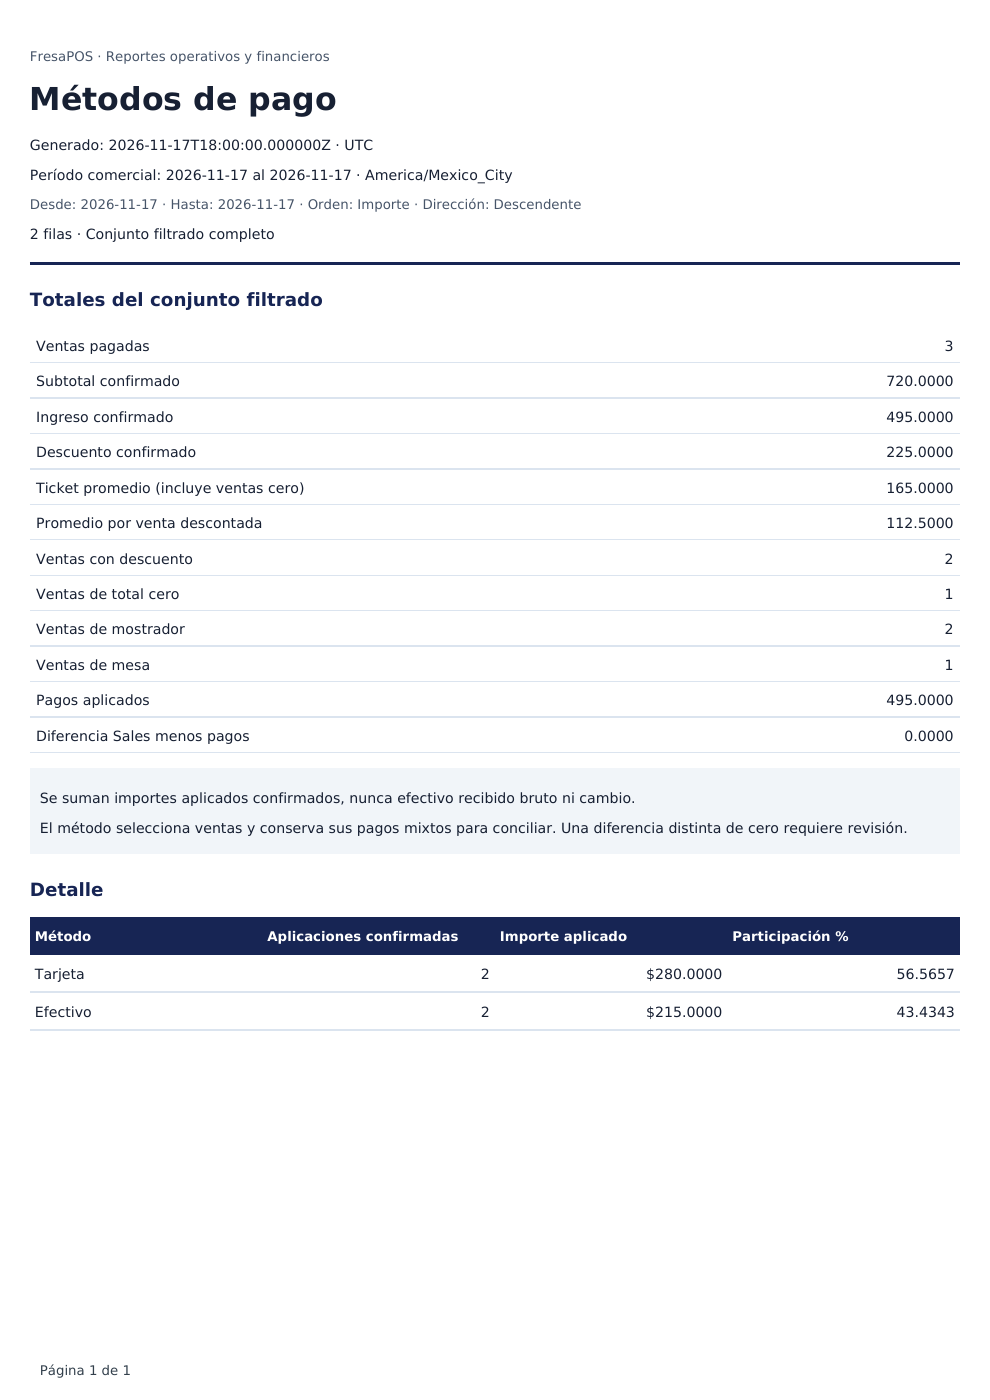 FresaPOS · Reportes operativos y financieros
Métodos de pago
Generado: 2026-11-17T18:00:00.000000Z · UTC
Período comercial: 2026-11-17 al 2026-11-17 · America/Mexico_City
Desde: 2026-11-17 · Hasta: 2026-11-17 · Orden: Importe · Dirección: Descendente
2 filas · Conjunto filtrado completo
Totales del conjunto filtrado
Ventas pagadas 3
Subtotal confirmado 720.0000
Ingreso confirmado 495.0000
Descuento confirmado 225.0000
Ticket promedio (incluye ventas cero) 165.0000
Promedio por venta descontada 112.5000
Ventas con descuento 2
Ventas de total cero 1
Ventas de mostrador 2
Ventas de mesa 1
Pagos aplicados 495.0000
Diferencia Sales menos pagos 0.0000
Se suman importes aplicados confirmados, nunca efectivo recibido bruto ni cambio.
El método selecciona ventas y conserva sus pagos mixtos para conciliar. Una diferencia distinta de cero requiere revisión.
Detalle
Método Aplicaciones confirmadas Importe aplicado Participación %
Tarjeta 2 $280.0000 56.5657
Efectivo 2 $215.0000 43.4343
Página 1 de 1